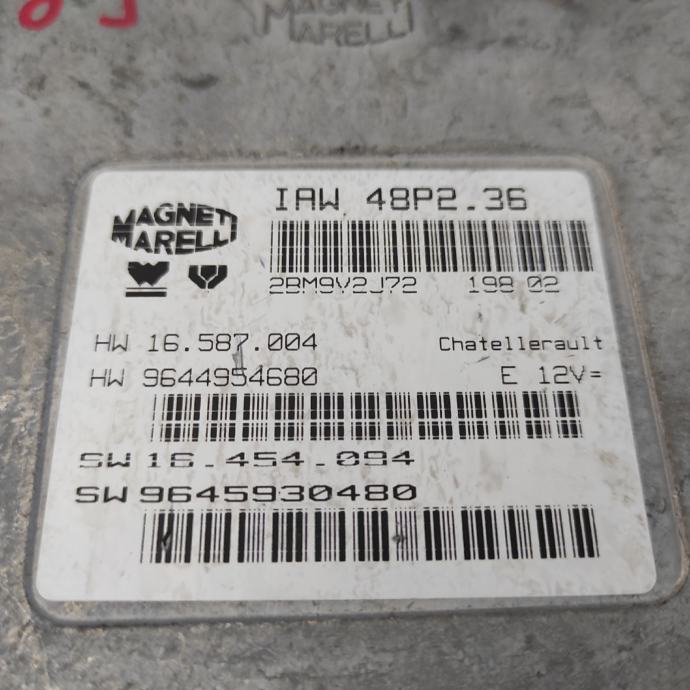 MAGNETI
MARELLI
IAW 48P2.36
MAGNETI
MARELLI
2BM9V2J72 198 02
HW 16.587.004 Chatellerault
HW 9644954680 E 12V=
SW 16.454.094
SW 9645930480